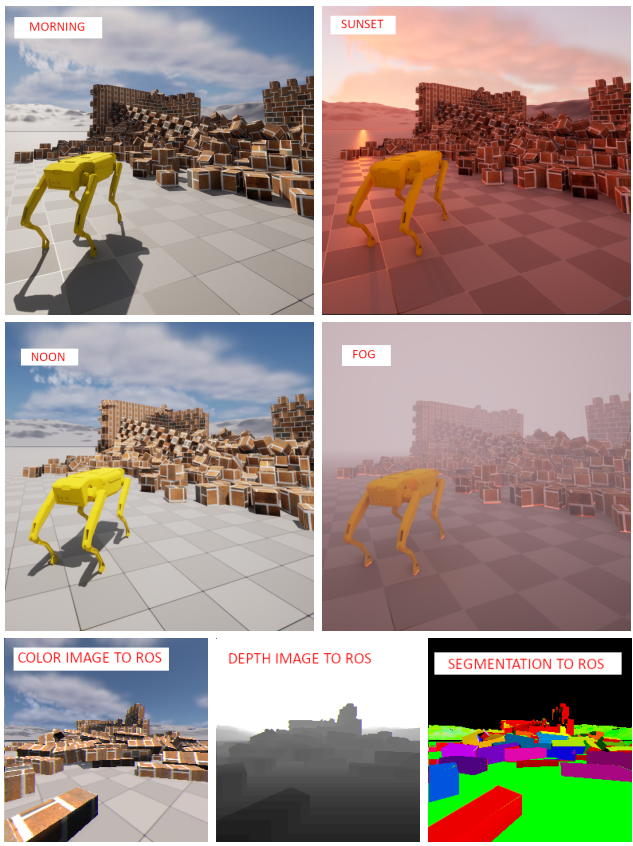 MORNING
SUNSET
NOON
FOG
COLOR IMAGE TO ROS
DEPTH IMAGE TO ROS
SEGMENTATION TO ROS